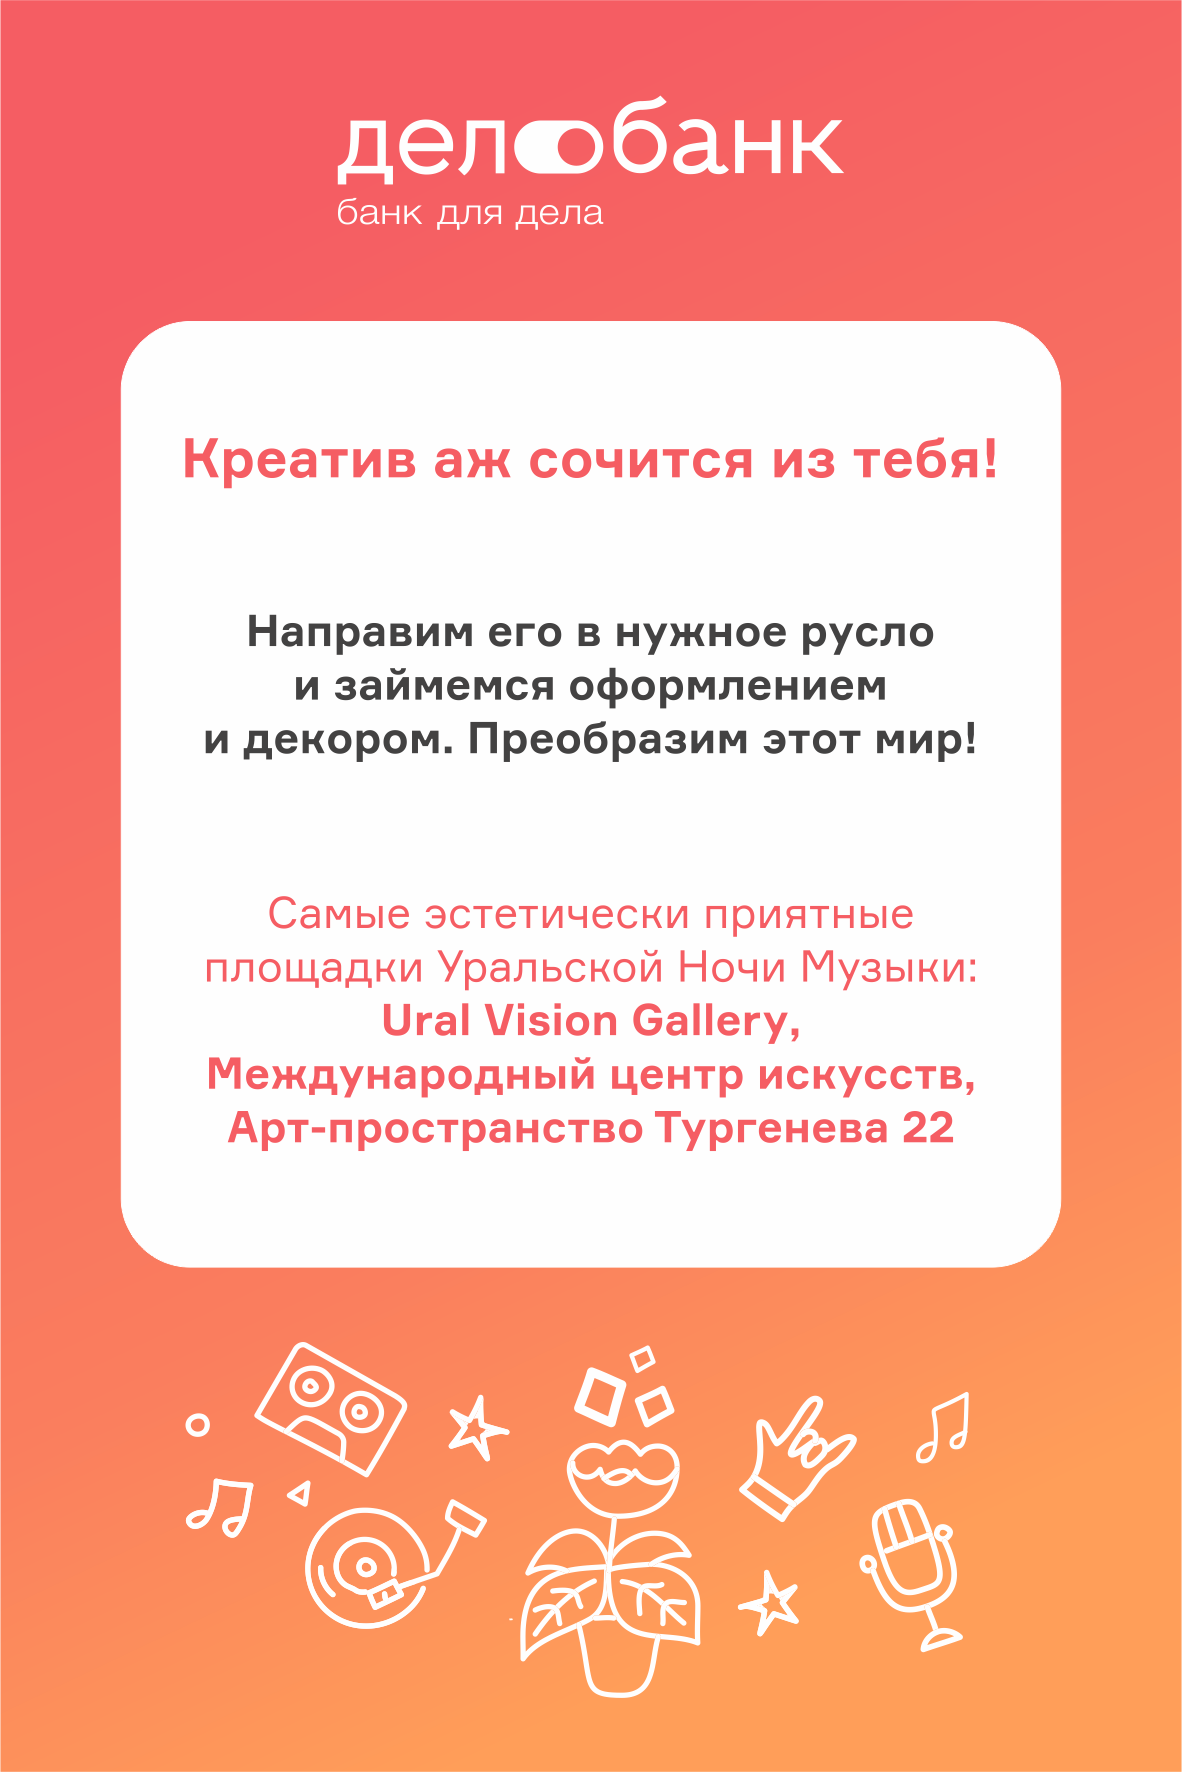 делобанк
банк для дела
Креатив аж сочится из тебя!
Направим его в нужное русло
и займемся оформлением
и декором. Преобразим этот мир!
Самые эстетически приятные
площадки Уральской Ночи Музыки:
Ural Vision Gallery,
Международный центр искусств,
Арт-пространство Тургенева 22